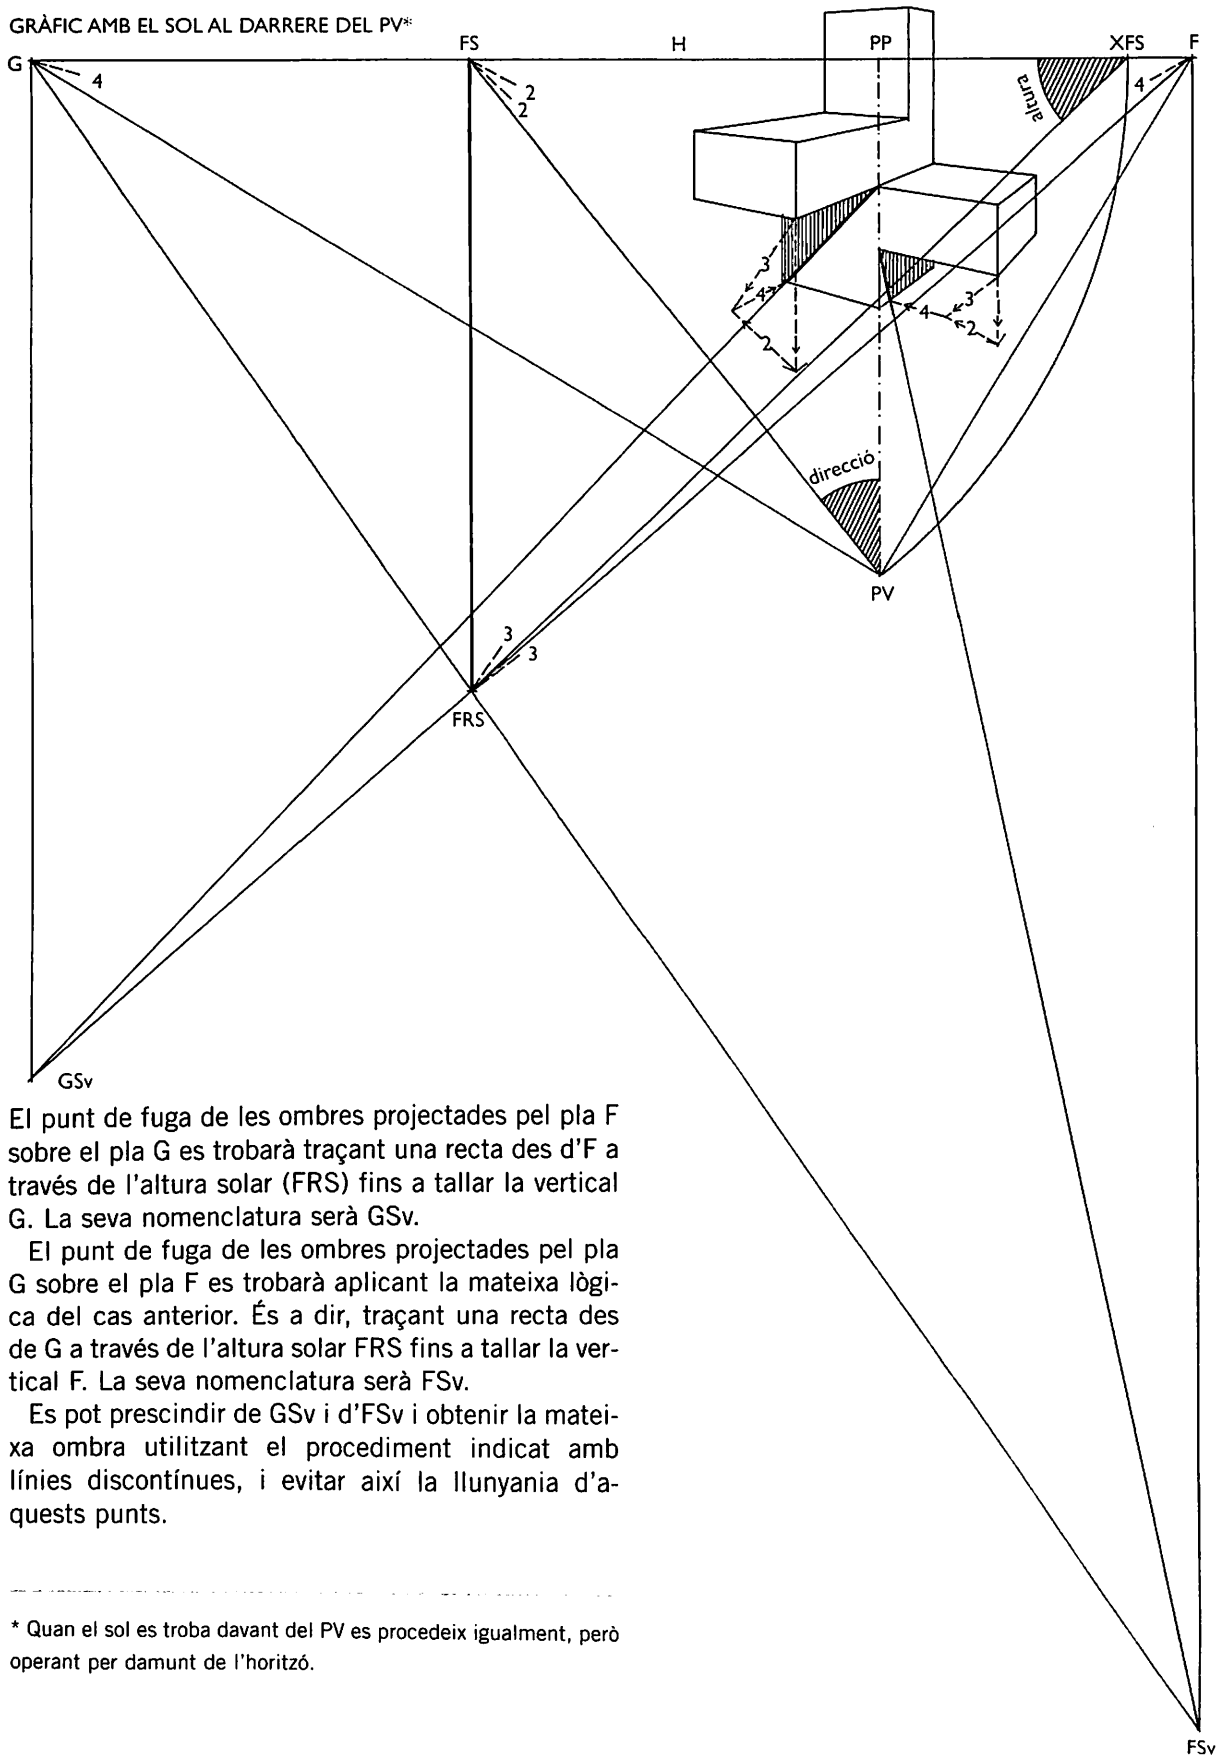 GRÀFIC AMB EL SOL AL DARRERE DEL PV*
G FS H PP XFS F
4
2
2
altura
4
3
4
2
3
4
2
direcció
PV
3
3
FRS
GSv
El punt de fuga de les ombres projectades pel pla F
sobre el pla G es trobarà traçant una recta des d'F a
través de l'altura solar (FRS) fins a tallar la vertical
G. La seva nomenclatura serà GSv.
El punt de fuga de les ombres projectades pel pla
G sobre el pla F es trobarà aplicant la mateixa lògi-
ca del cas anterior. És a dir, traçant una recta des
de G a través de l'altura solar FRS fins a tallar la ver-
tical F. La seva nomenclatura serà FSv.
Es pot prescindir de GSv i d'FSv i obtenir la matei-
xa ombra utilitzant el procediment indicat amb
línies discontínues, i evitar així la llunyania d'a-
quests punts.
* Quan el sol es troba davant del PV es procedeix igualment, però
operant per damunt de l'horitzó.
FSv